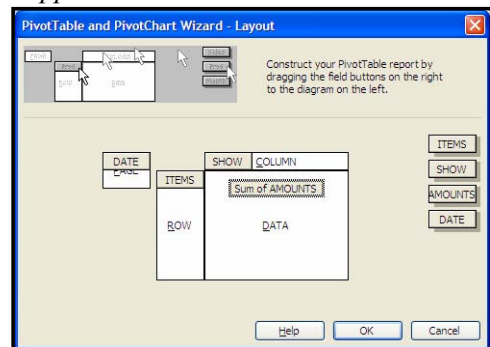 PivotTable and PivotChart Wizard - Layout
Construct your PivotTable report by
dragging the field buttons on the right
to the diagram on the left.
ITEMS
SHOW
AMOUNTS
DATE
DATE
PAGE
SHOW COLUMN
ITEMS
Sum of AMOUNTS
ROW
DATA
Help OK Cancel